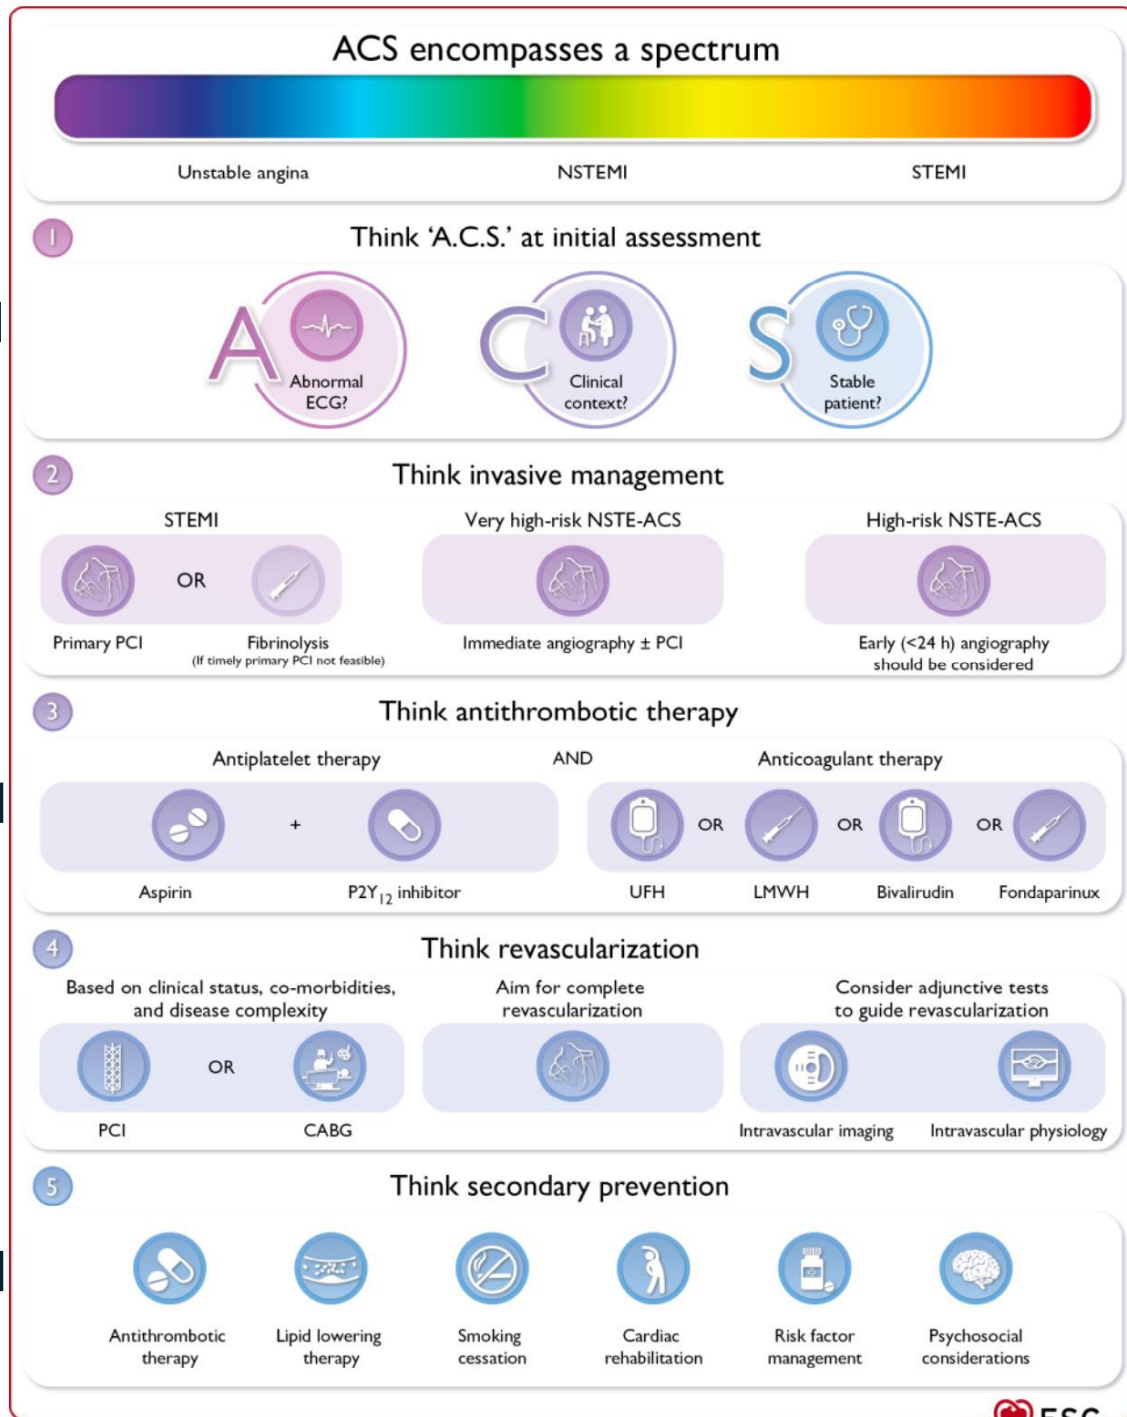 ACS encompasses a spectrum
Unstable angina
NSTEMI
STEMI
1
Think ‘A.C.S.’ at initial assessment
A
Abnormal
ECG?
C
Clinical
context?
S
Stable
patient?
2
Think invasive management
STEMI
OR
Primary PCI
Fibrinolysis
(If timely primary PCI not feasible)
Very high-risk NSTE-ACS
Immediate angiography ± PCI
High-risk NSTE-ACS
Early (<24 h) angiography
should be considered
3
Think antithrombotic therapy
Antiplatelet therapy
AND
Anticoagulant therapy
+
Aspirin
P2Y12 inhibitor
OR
OR
OR
UFH
LMWH
Bivalirudin
Fondaparinux
4
Think revascularization
Based on clinical status, co-morbidities,
and disease complexity
OR
PCI
CABG
Aim for complete
revascularization
Consider adjunctive tests
to guide revascularization
Intravascular imaging
Intravascular physiology
5
Think secondary prevention
Antithrombotic
therapy
Lipid lowering
therapy
Smoking
cessation
Cardiac
rehabilitation
Risk factor
management
Psychosocial
considerations
ESC